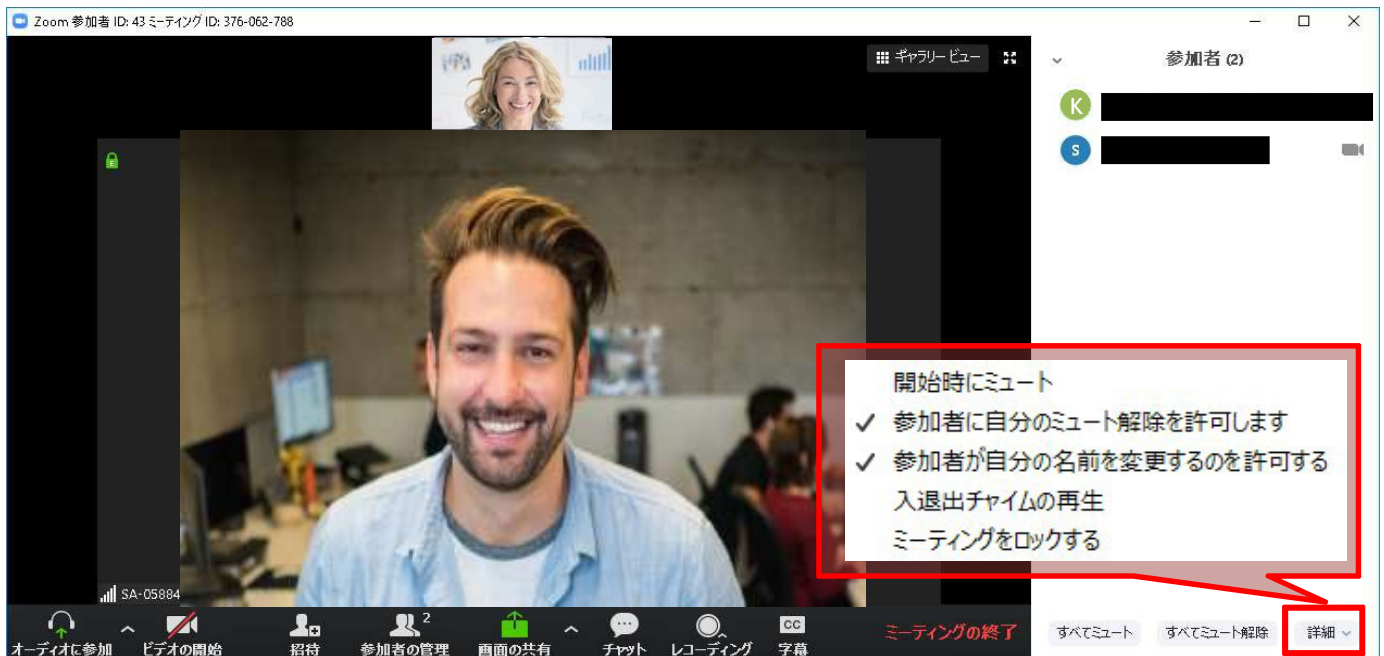 Zoom 参加者 ID: 43 ミーティング ID: 376-062-788
ギャラリービュー
参加者 (2)
K
S
開始時にミュート
✓ 参加者に自分のミュート解除を許可します
✓ 参加者が自分の名前を変更するのを許可する
入退出チャイムの再生
ミーティングをロックする
SA-05884
2
CC
オーディオに参加 ビデオの開始 招待 参加者の管理 画面の共有 チャット レコーディング 字幕
ミーティングの終了
すべてミュート すべてミュート解除 詳細